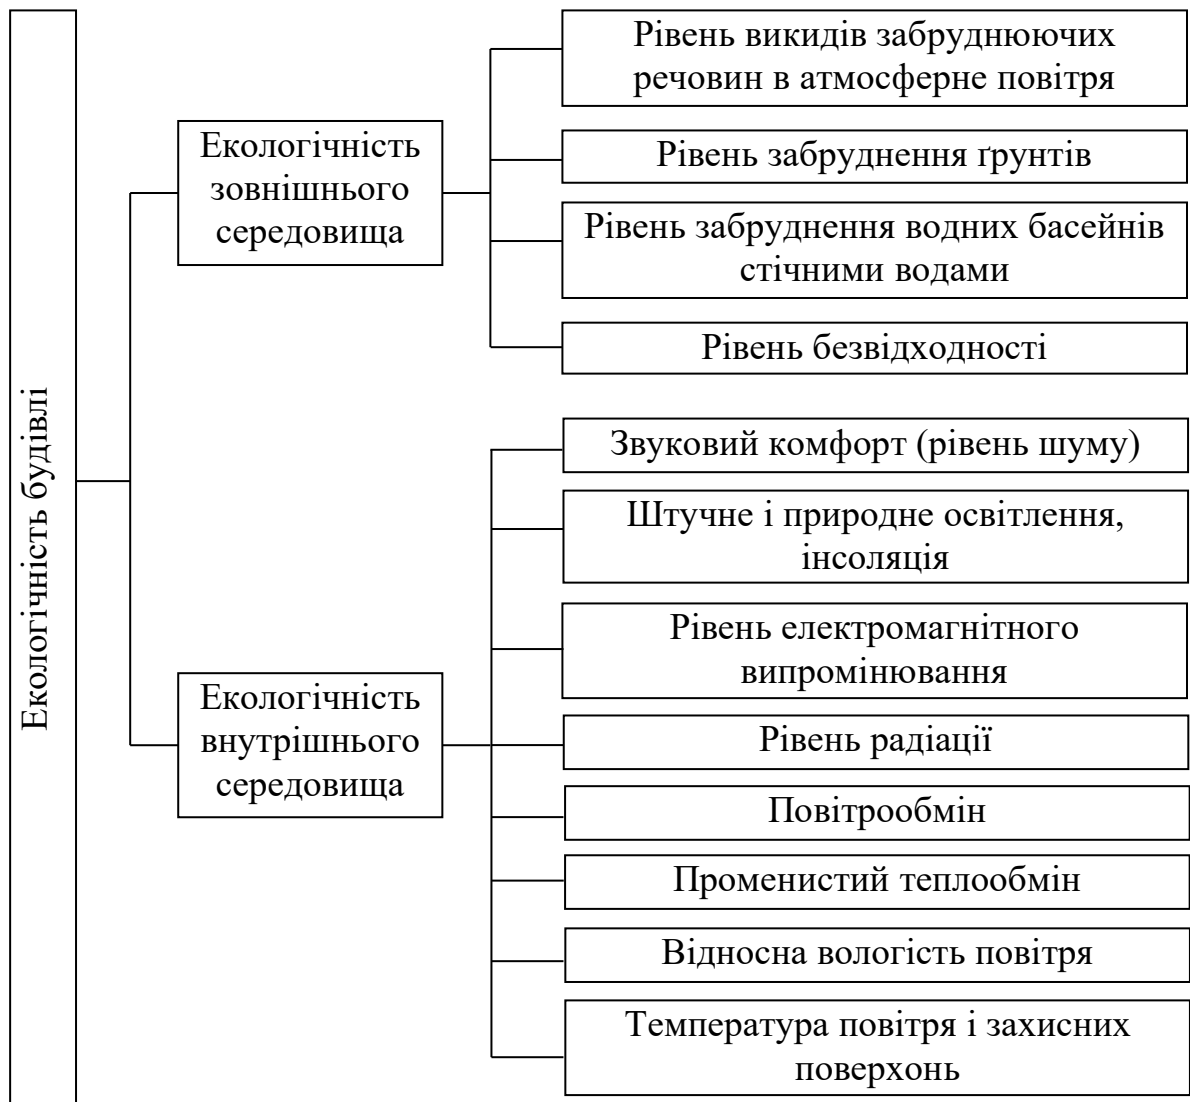 Екологічність будівлі
Екологічність
зовнішнього
середовища
Рівень викидів забруднюючих
речовин в атмосферне повітря
Рівень забруднення ґрунтів
Рівень забруднення водних басейнів
стічними водами
Рівень безвідходності
Екологічність
внутрішнього
середовища
Звуковий комфорт (рівень шуму)
Штучне і природне освітлення,
інсоляція
Рівень електромагнітного
випромінювання
Рівень радіації
Повітрообмін
Променистий теплообмін
Відносна вологість повітря
Температура повітря і захисних
поверхонь